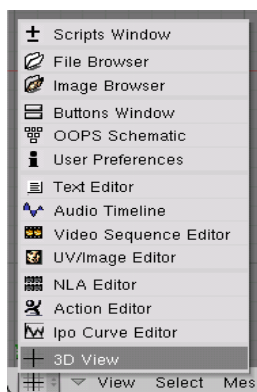 Scripts Window
File Browser
Image Browser
Buttons Window
OOPS Schematic
User Preferences
Text Editor
Audio Timeline
Video Sequence Editor
UV/Image Editor
NLA Editor
Action Editor
Ipo Curve Editor
3D View
View Select Mes